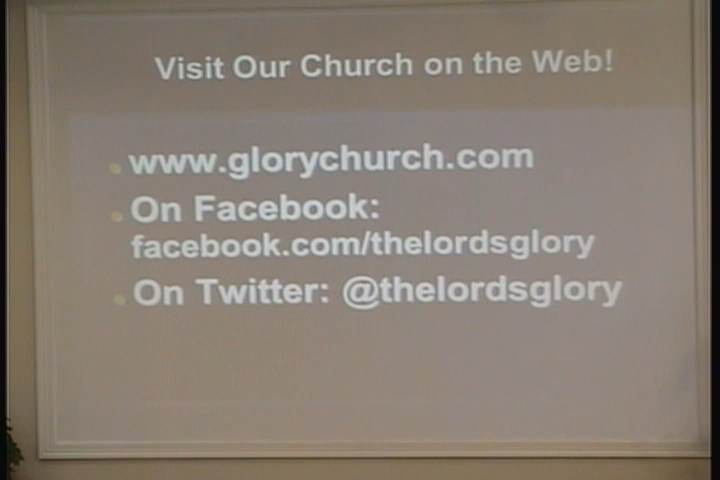 Visit Our Church on the Web!
www.glorychurch.com
On Facebook:
facebook.com/thelordsglory
On Twitter: @thelordsglory